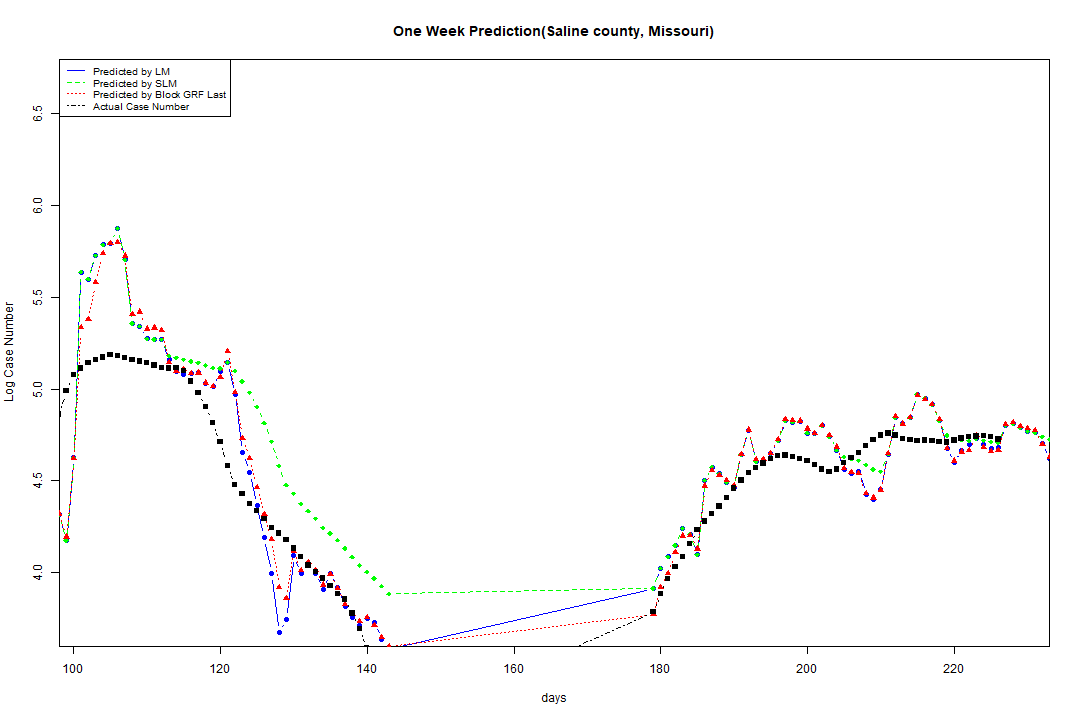 One Week Prediction(Saline county, Missouri)
Predicted by LM
Predicted by SLM
Predicted by Block GRF Last
Actual Case Number
Log Case Number
6.5
6.0
5.5
5.0
4.5
4.0
100 120 140 160 180 200 220
days